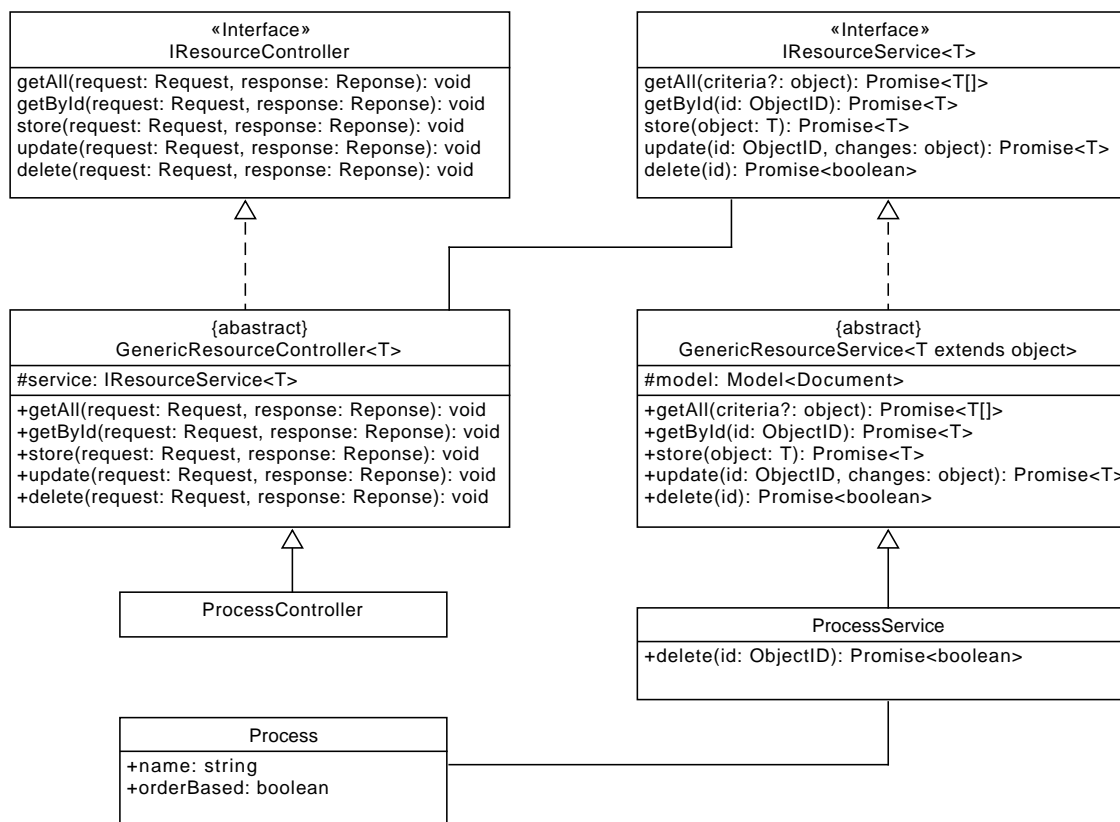 «Interface»
IResourceController
getAll(request: Request, response: Reponse): void
getById(request: Request, response: Reponse): void
store(request: Request, response: Reponse): void
update(request: Request, response: Reponse): void
delete(request: Request, response: Reponse): void
«Interface»
IResourceService<T>
getAll(criteria?: object): Promise<T[]>
getById(id: ObjectID): Promise<T>
store(object: T): Promise<T>
update(id: ObjectID, changes: object): Promise<T>
delete(id): Promise<boolean>
{abastract}
GenericResourceController<T>
#service: IResourceService<T>
+getAll(request: Request, response: Reponse): void
+getById(request: Request, response: Reponse): void
+store(request: Request, response: Reponse): void
+update(request: Request, response: Reponse): void
+delete(request: Request, response: Reponse): void
{abstract}
GenericResourceService<T extends object>
#model: Model<Document>
+getAll(criteria?: object): Promise<T[]>
+getById(id: ObjectID): Promise<T>
+store(object: T): Promise<T>
+update(id: ObjectID, changes: object): Promise<T>
+delete(id): Promise<boolean>
ProcessController
ProcessService
+delete(id: ObjectID): Promise<boolean>
Process
+name: string
+orderBased: boolean